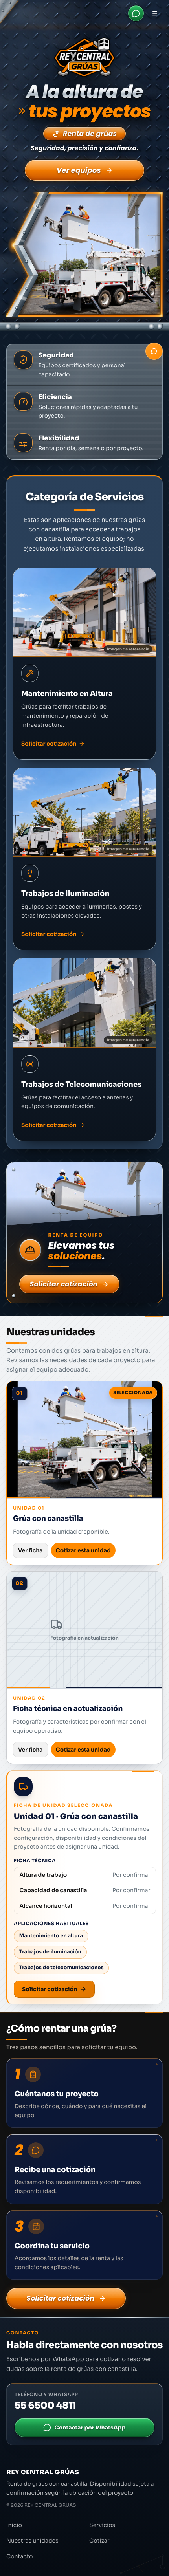 REY CENTRAL
GRÚAS
A la altura de
» tus proyectos
Renta de grúas
Seguridad, precisión y confianza.
Ver equipos →
Seguridad
Equipos certificados y personal
capacitado.
Eficiencia
Soluciones rápidas y adaptadas a tu
proyecto.
Flexibilidad
Renta por día, semana o por proyecto.
Categoría de Servicios
Estas son aplicaciones de nuestras grúas
con canastilla para acceder a trabajos
en altura. Rentamos el equipo; no
ejecutamos instalaciones especializadas.
Imagen de referencia
Mantenimiento en Altura
Grúas para facilitar trabajos de
mantenimiento y reparación de
infraestructura.
Solicitar cotización →
Imagen de referencia
Trabajos de Iluminación
Equipos para acceder a luminarias, postes y
otras instalaciones elevadas.
Solicitar cotización →
Imagen de referencia
Trabajos de Telecomunicaciones
Grúas para facilitar el acceso a antenas y
equipos de comunicación.
Solicitar cotización →
RENTA DE EQUIPO
Elevamos tus
soluciones.
Solicitar cotización →
Nuestras unidades
Contamos con dos grúas para trabajos en altura.
Revisamos las necesidades de cada proyecto para
asignar el equipo adecuado.
01
SELECCIONADA
UNIDAD 01
Grúa con canastilla
Fotografía de la unidad disponible.
Ver ficha
Cotizar esta unidad
02
Fotografía en actualización
UNIDAD 02
Ficha técnica en actualización
Fotografía y características por confirmar con el
equipo operativo.
Ver ficha
Cotizar esta unidad
FICHA DE UNIDAD SELECCIONADA
Unidad 01 · Grúa con canastilla
Fotografía de la unidad disponible. Confirmamos
configuración, disponibilidad y condiciones del
proyecto antes de asignar una unidad.
FICHA TÉCNICA
Altura de trabajo Por confirmar
Capacidad de canastilla Por confirmar
Alcance horizontal Por confirmar
APLICACIONES HABITUALES
Mantenimiento en altura
Trabajos de iluminación
Trabajos de telecomunicaciones
Solicitar cotización →
¿Cómo rentar una grúa?
Tres pasos sencillos para solicitar tu equipo.
1
Cuéntanos tu proyecto
Describe dónde, cuándo y para qué necesitas el
equipo.
2
Recibe una cotización
Revisamos los requerimientos y confirmamos
disponibilidad.
3
Coordina tu servicio
Acordamos los detalles de la renta y las
condiciones aplicables.
Solicitar cotización →
CONTACTO
Habla directamente con nosotros
Escríbenos por WhatsApp para cotizar o resolver
dudas sobre la renta de grúas con canastilla.
TELÉFONO Y WHATSAPP
55 6500 4811
Contactar por WhatsApp
REY CENTRAL GRÚAS
Renta de grúas con canastilla. Disponibilidad sujeta a
confirmación según la ubicación del proyecto.
© 2026 REY CENTRAL GRÚAS
Inicio Servicios
Nuestras unidades Cotizar
Contacto